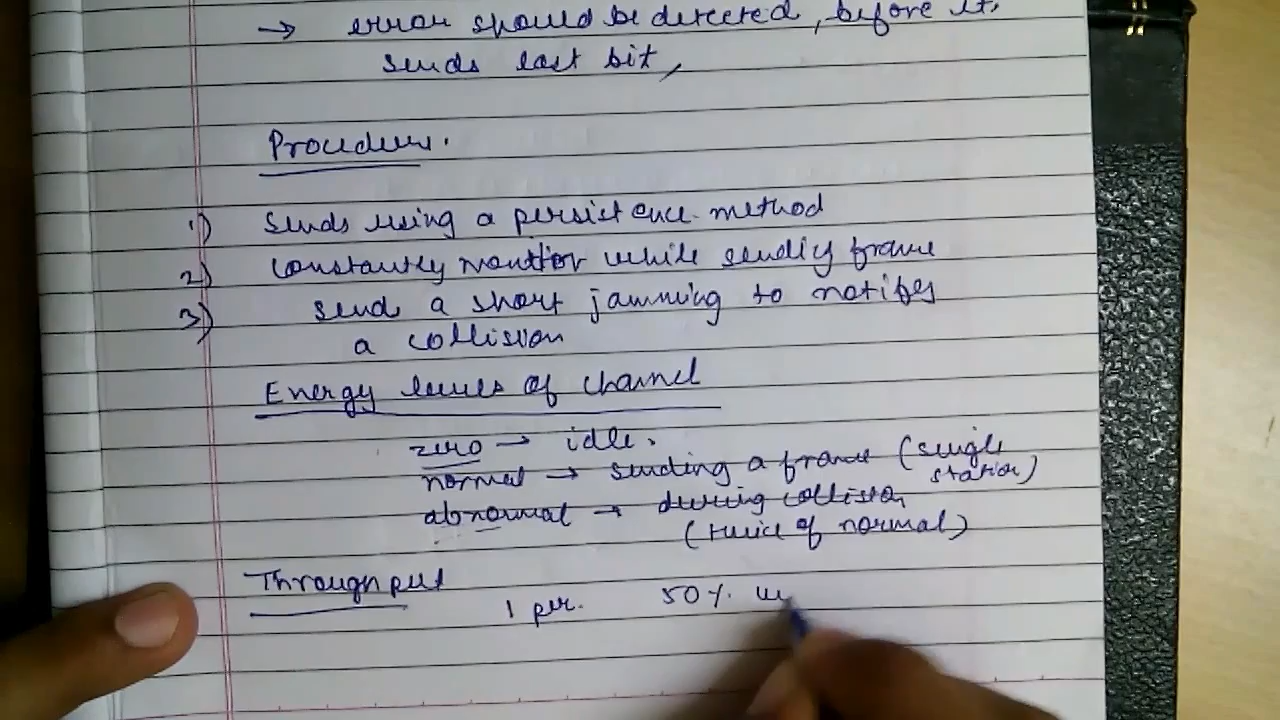 → error should be detected, before it
sends last bit,
Procedure.
1) Sends using a persistence method
2) constantly monitor while sendig frame
3) send a short jamming to notifes
a collision
Energy levels of channel
zero → idle.
normal → sending a frame (single station)
abnormal → during collision
(twice of normal)
Throughput
1 per. 50%